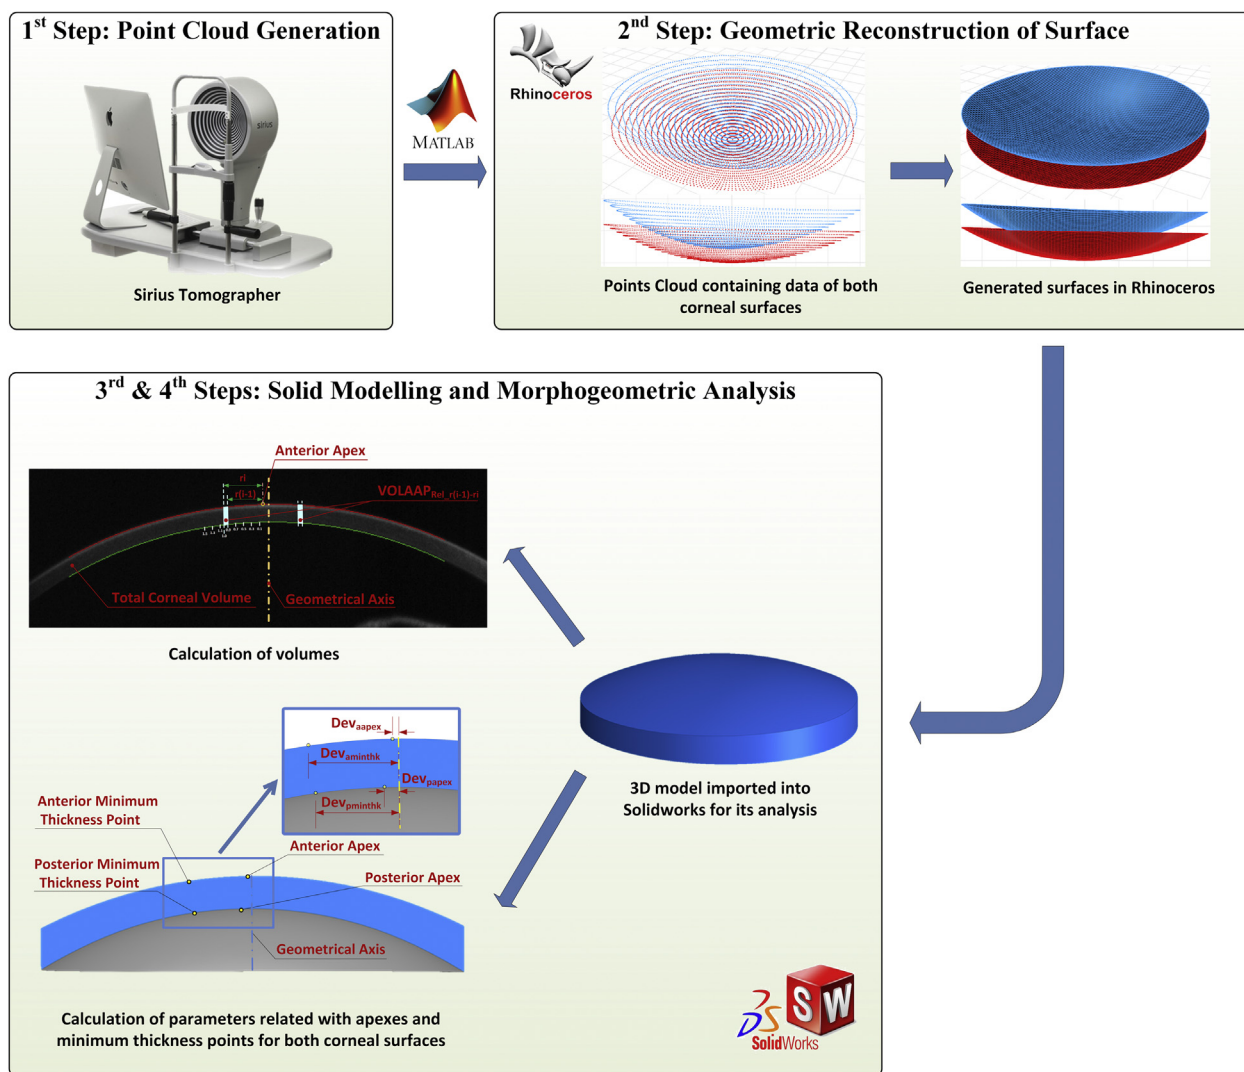 1st Step: Point Cloud Generation
sirius
Sirius Tomographer
MATLAB
2nd Step: Geometric Reconstruction of Surface
Rhinoceros
Points Cloud containing data of both
corneal surfaces
Generated surfaces in Rhinoceros
3rd & 4th Steps: Solid Modelling and Morphogeometric Analysis
Anterior Apex
ri
r(i-1)
VOLAAPRel_r(i-1)-ri
Total Corneal Volume
Geometrical Axis
Calculation of volumes
Devaapex
Devaminthk
Devpapex
Devpminthk
Anterior Minimum
Thickness Point
Anterior Apex
Posterior Minimum
Thickness Point
Posterior Apex
Geometrical Axis
Calculation of parameters related with apexes and
minimum thickness points for both corneal surfaces
3D model imported into
Solidworks for its analysis
SW
DS
SolidWorks